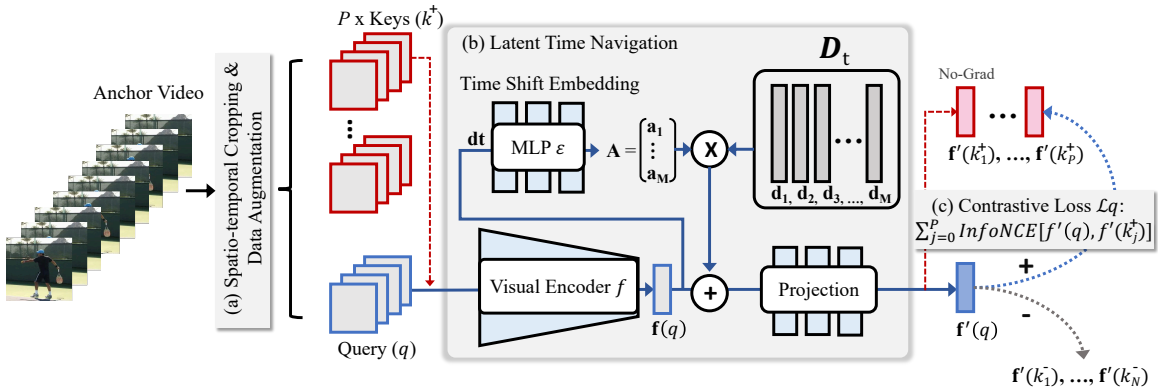 Anchor Video
(a) Spatio-temporal Cropping &
Data Augmentation
P x Keys (k⁺)
...
Query (q)
(b) Latent Time Navigation
Time Shift Embedding
dt
MLP ε
A = [a₁ ⋮ a_M]
X
D_t
...
d₁, d₂, d₃, ..., d_M
Visual Encoder f
f(q)
+
Projection
No-Grad
...
f′(k₁⁺), ..., f′(k_P⁺)
(c) Contrastive Loss ℒq:
∑_{j=0}^{P} InfoNCE[f′(q), f′(k_j⁺)]
+
-
f′(q)
f′(k₁⁻), ..., f′(k_N⁻)